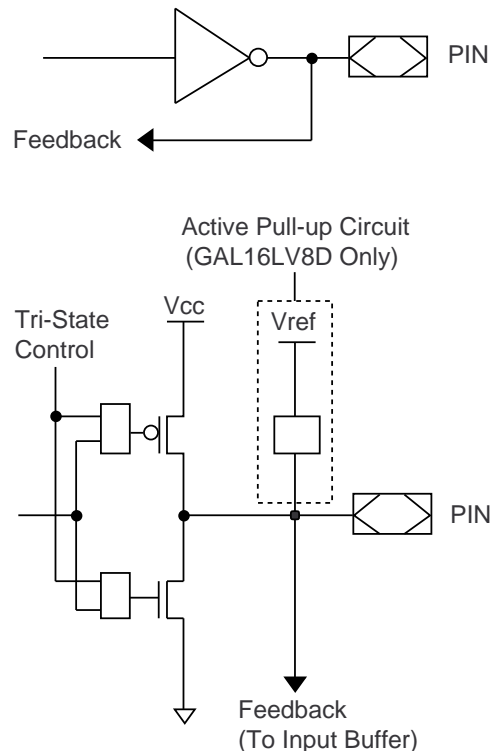 PIN
Feedback
Active Pull-up Circuit
(GAL16LV8D Only)
Vcc
Vref
Tri-State
Control
PIN
Feedback
(To Input Buffer)